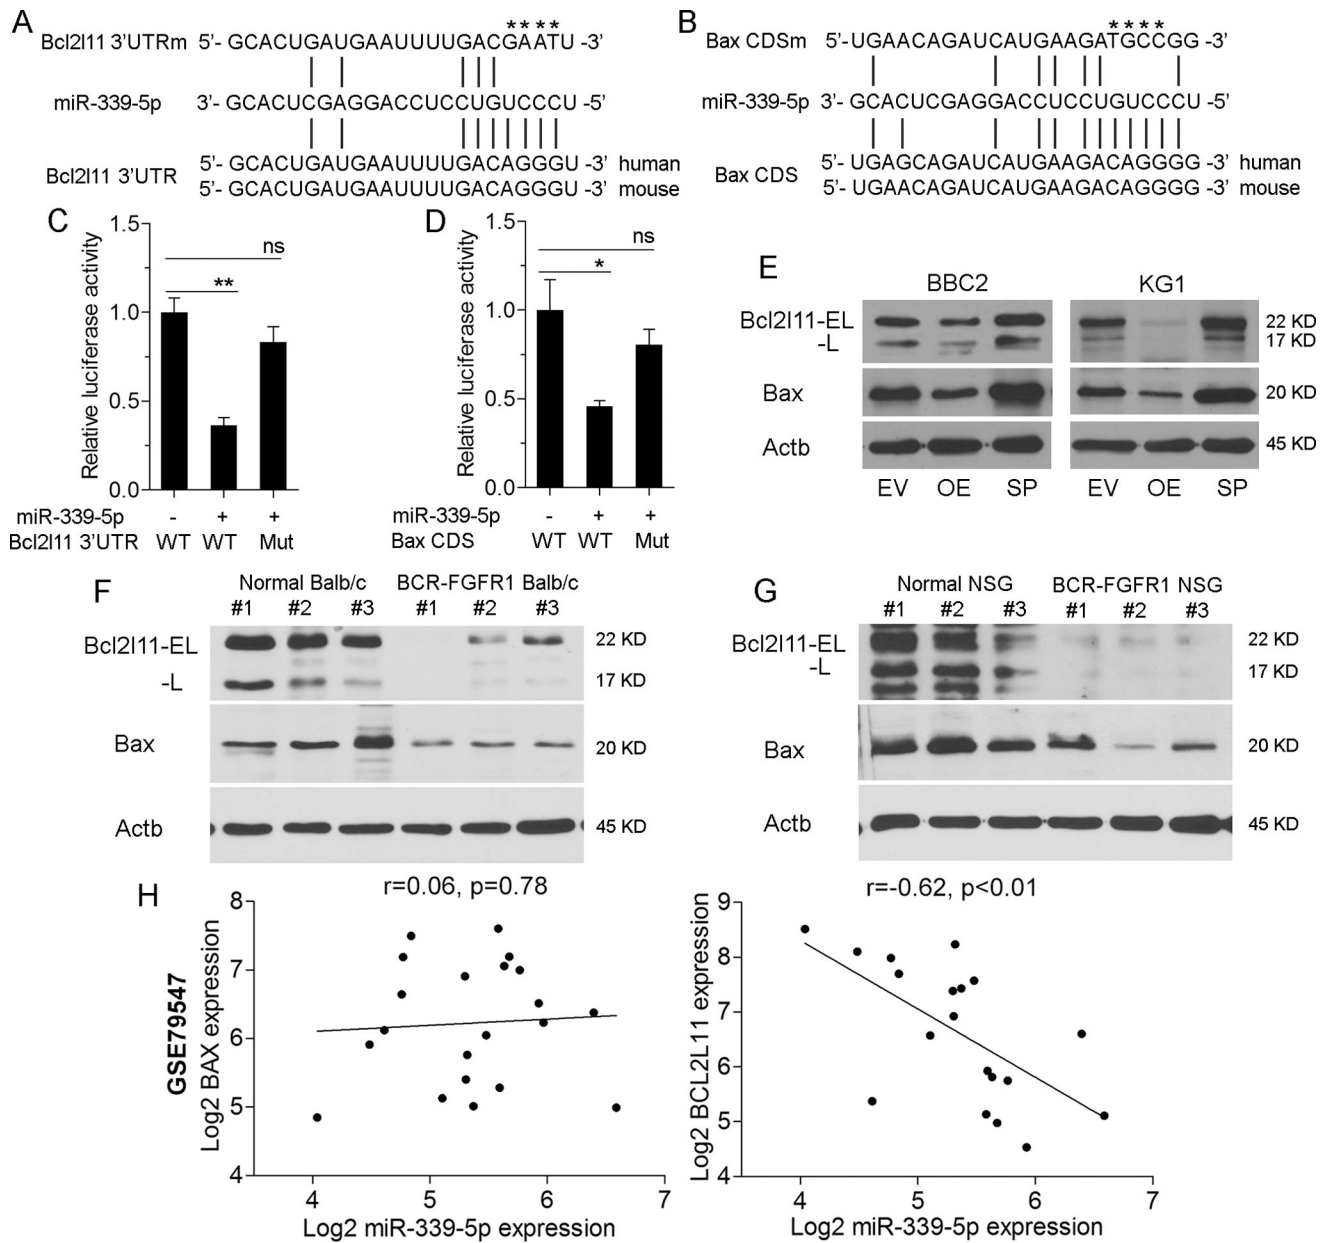 A
****
Bcl2l11 3'UTRm 5'- GCACUGAUGAAUUUUGACGAATU -3'
miR-339-5p 3'- GCACUCGAGGACCUCCUGUCCCU -5'
Bcl2l11 3'UTR
5'- GCACUGAUGAAUUUUGACAGGGU -3' human
5'- GCACUGAUGAAUUUUGACAGGGU -3' mouse
B
****
Bax CDSm 5'-UGAACAGAUCAUGAAGATGCCGG -3'
miR-339-5p 3'- GCACUCGAGGACCUCCUGUCCCU -5'
Bax CDS
5'- UGAGCAGAUCAUGAAGACAGGGG -3' human
5'- UGAACAGAUCAUGAAGACAGGGG -3' mouse
C
Relative luciferase activity
1.5
1.0
0.5
0.0
ns
**
miR-339-5p - + +
Bcl2l11 3'UTR WT WT Mut
D
Relative luciferase activity
1.5
1.0
0.5
0.0
ns
*
miR-339-5p - + +
Bax CDS WT WT Mut
E
BBC2 KG1
Bcl2l11-EL 22 KD
-L 17 KD
Bax 20 KD
Actb 45 KD
EV OE SP EV OE SP
F
Normal Balb/c BCR-FGFR1 Balb/c
#1 #2 #3 #1 #2 #3
Bcl2l11-EL 22 KD
-L 17 KD
Bax 20 KD
Actb 45 KD
G
Normal NSG BCR-FGFR1 NSG
#1 #2 #3 #1 #2 #3
Bcl2l11-EL 22 KD
-L 17 KD
Bax 20 KD
Actb 45 KD
H
GSE79547
r=0.06, p=0.78
Log2 BAX expression
8
7
6
5
4
4 5 6 7
Log2 miR-339-5p expression
r=-0.62, p<0.01
Log2 BCL2L11 expression
9
8
7
6
5
4
4 5 6 7
Log2 miR-339-5p expression